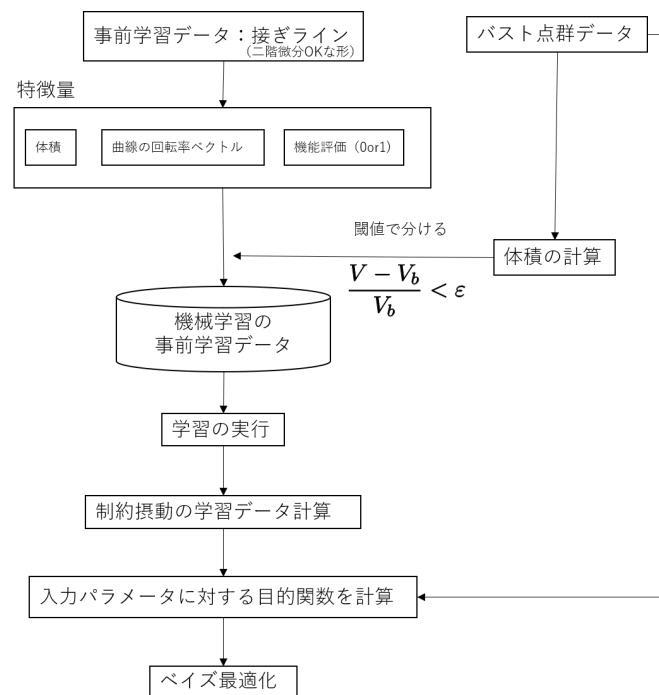 事前学習データ：接ぎライン
（二階微分OKな形）
バスト点群データ
特徴量
体積
曲線の回転率ベクトル
機能評価（0or1）
閾値で分ける
体積の計算
\frac{V - V_b}{V_b} < ε
機械学習の
事前学習データ
学習の実行
制約摂動の学習データ計算
入力パラメータに対する目的関数を計算
ベイズ最適化